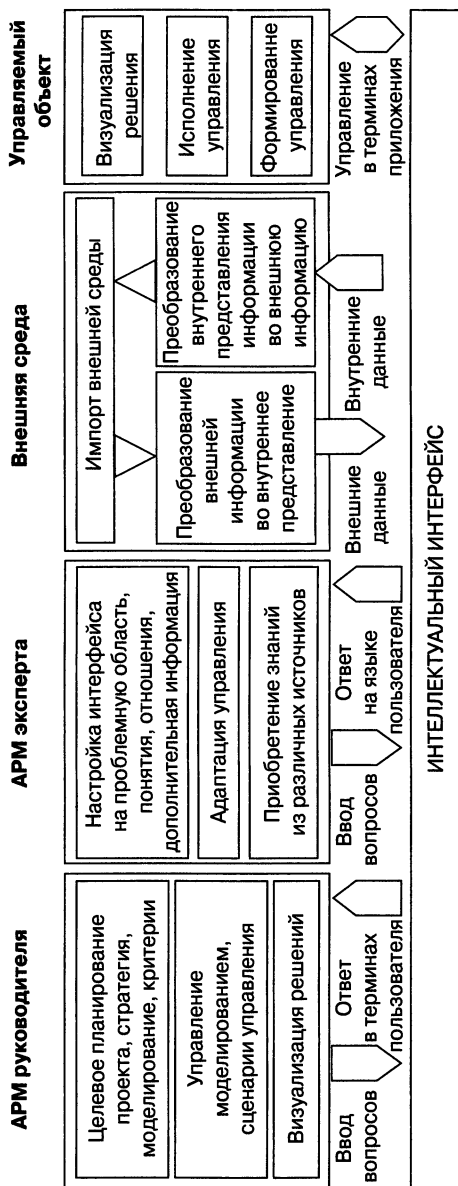 АРМ руководителя
Целевое планирование
проекта, стратегия,
моделирование, критерии
Управление
моделированием,
сценарии управления
Визуализация решений
Ввод
вопросов
Ответ
в терминах
пользователя
АРМ эксперта
Настройка интерфейса
на проблемную область,
понятия, отношения,
дополнительная информация
Адаптация управления
Приобретение знаний
из различных источников
Ввод
вопросов
Ответ
на языке
пользователя
Внешняя среда
Импорт внешней среды
Преобразование
внешней
информации
во внутреннее
представление
Преобразование
внутреннего
представления
информации
во внешнюю
информацию
Внешние
данные
Внутренние
данные
Управляемый
объект
Визуализация
решения
Исполнение
управления
Формирование
управления
Управление
в терминах
приложения
ИНТЕЛЛЕКТУАЛЬНЫЙ ИНТЕРФЕЙС